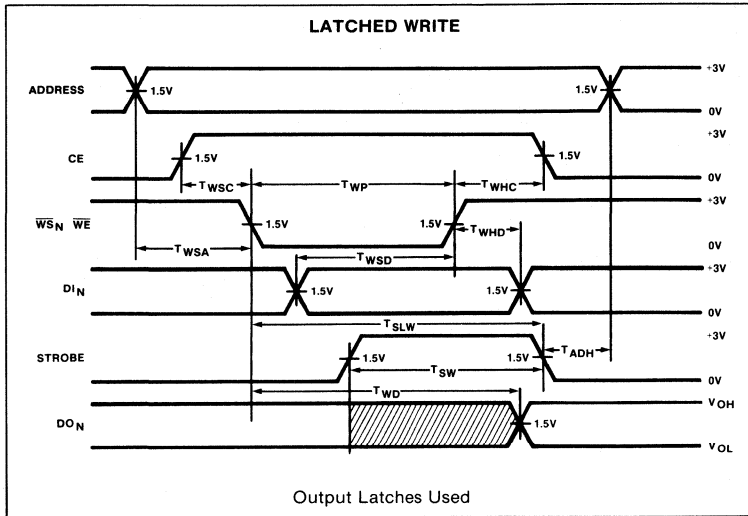 LATCHED WRITE
+3V
ADDRESS 1.5V 1.5V
0V
+3V
CE 1.5V 1.5V
0V
TWSC TWP TWHC
+3V
WSN WE 1.5V 1.5V
TWHD
0V
TWSA
TWSD
+3V
DIN 1.5V 1.5V
0V
TSLW
+3V
STROBE 1.5V 1.5V TADH
TSW
0V
TWD
VOH
DON 1.5V
VOL
Output Latches Used